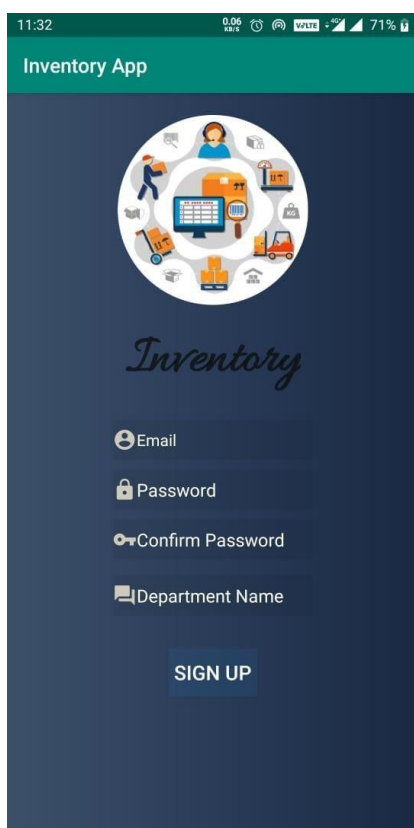 11:32 0.06 KB/S VoLTE 4G+ 71%
Inventory App
KG
Inventory
Email
Password
Confirm Password
Department Name
SIGN UP